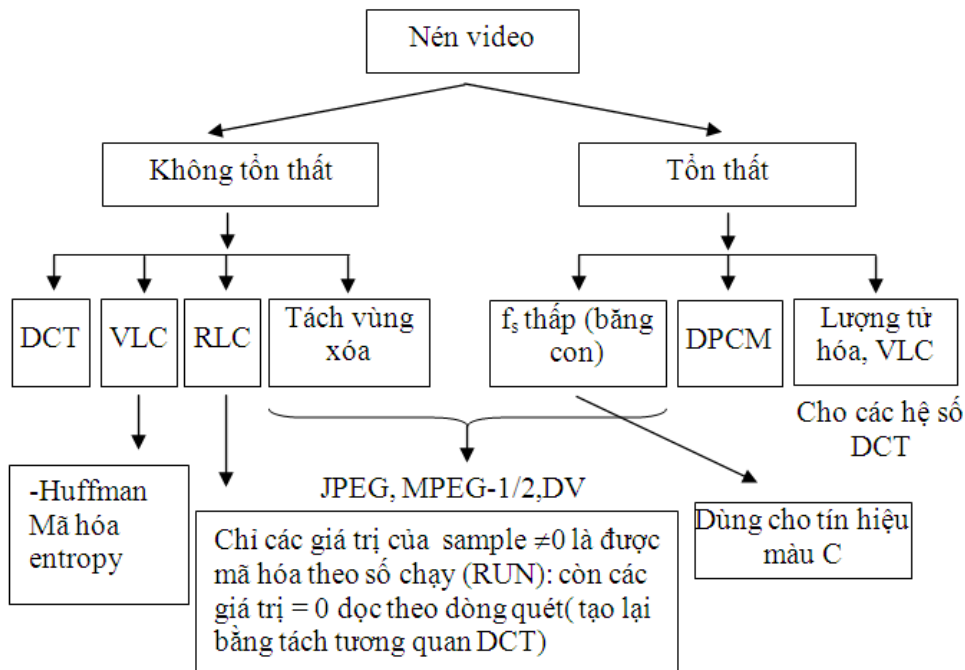 Nén video
Không tổn thất
Tổn thất
DCT
VLC
RLC
Tách vùng
xóa
fs thấp (băng
con)
DPCM
Lượng tử
hóa, VLC
Cho các hệ số
DCT
-Huffman
Mã hóa
entropy
JPEG, MPEG-1/2,DV
Chỉ các giá trị của sample ≠0 là được
mã hóa theo số chạy (RUN): còn các
giá trị = 0 dọc theo dòng quét( tạo lại
bằng tách tương quan DCT)
Dùng cho tín hiệu
màu C